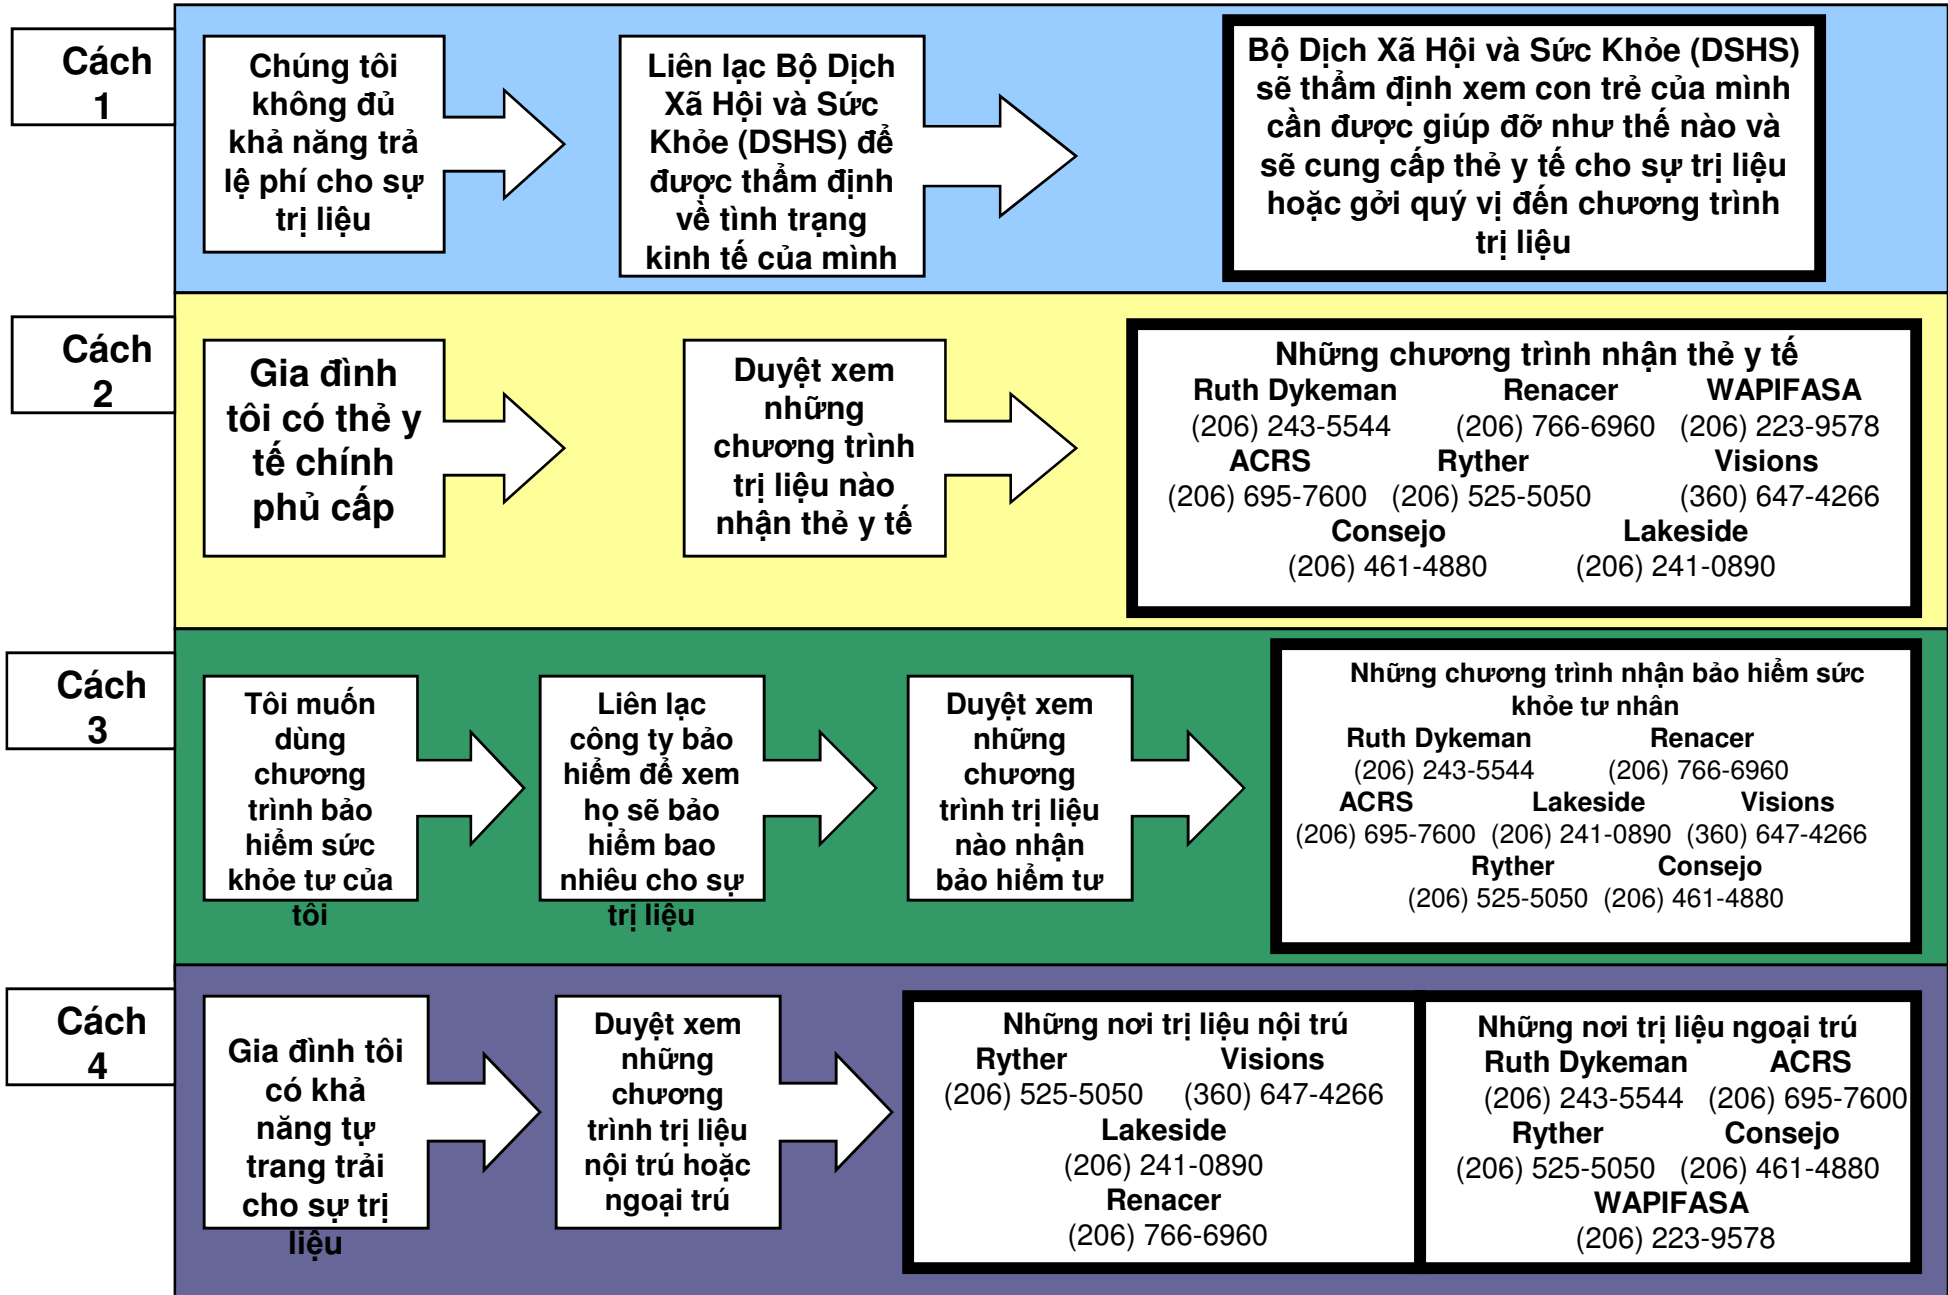 Cách
1
Chúng tôi
không đủ
khả năng trả
lệ phí cho sự
trị liệu
Liên lạc Bộ Dịch
Xã Hội và Sức
Khỏe (DSHS) để
được thẩm định
về tình trạng
kinh tế của mình
Bộ Dịch Xã Hội và Sức Khỏe (DSHS)
sẽ thẩm định xem con trẻ của mình
cần được giúp đỡ như thế nào và
sẽ cung cấp thẻ y tế cho sự trị liệu
hoặc gởi quý vị đến chương trình
trị liệu
Cách
2
Gia đình
tôi có thẻ y
tế chính
phủ cấp
Duyệt xem
những
chương trình
trị liệu nào
nhận thẻ y tế
Những chương trình nhận thẻ y tế
Ruth Dykeman Renacer WAPIFASA
(206) 243-5544 (206) 766-6960 (206) 223-9578
ACRS Ryther Visions
(206) 695-7600 (206) 525-5050 (360) 647-4266
Consejo Lakeside
(206) 461-4880 (206) 241-0890
Cách
3
Tôi muốn
dùng
chương
trình bảo
hiểm sức
khỏe tư của
tôi
Liên lạc
công ty bảo
hiểm để xem
họ sẽ bảo
hiểm bao
nhiêu cho sự
trị liệu
Duyệt xem
những
chương
trình trị liệu
nào nhận
bảo hiểm tư
Những chương trình nhận bảo hiểm sức
khỏe tư nhân
Ruth Dykeman Renacer
(206) 243-5544 (206) 766-6960
ACRS Lakeside Visions
(206) 695-7600 (206) 241-0890 (360) 647-4266
Ryther Consejo
(206) 525-5050 (206) 461-4880
Cách
4
Gia đình tôi
có khả
năng tự
trang trải
cho sự trị
liệu
Duyệt xem
những
chương
trình trị liệu
nội trú hoặc
ngoại trú
Những nơi trị liệu nội trú
Ryther Visions
(206) 525-5050 (360) 647-4266
Lakeside
(206) 241-0890
Renacer
(206) 766-6960
Những nơi trị liệu ngoại trú
Ruth Dykeman ACRS
(206) 243-5544 (206) 695-7600
Ryther Consejo
(206) 525-5050 (206) 461-4880
WAPIFASA
(206) 223-9578